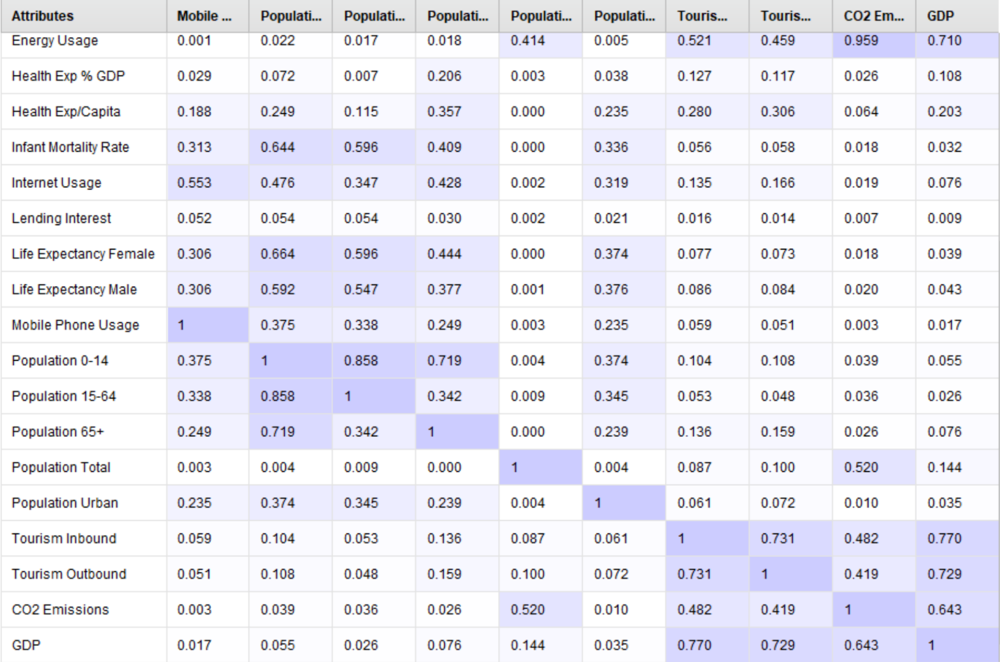 Attributes Mobile ... Populati... Populati... Populati... Populati... Populati... Touris... Touris... CO2 Em... GDP
Energy Usage 0.001 0.022 0.017 0.018 0.414 0.005 0.521 0.459 0.959 0.710
Health Exp % GDP 0.029 0.072 0.007 0.206 0.003 0.038 0.127 0.117 0.026 0.108
Health Exp/Capita 0.188 0.249 0.115 0.357 0.000 0.235 0.280 0.306 0.064 0.203
Infant Mortality Rate 0.313 0.644 0.596 0.409 0.000 0.336 0.056 0.058 0.018 0.032
Internet Usage 0.553 0.476 0.347 0.428 0.002 0.319 0.135 0.166 0.019 0.076
Lending Interest 0.052 0.054 0.054 0.030 0.002 0.021 0.016 0.014 0.007 0.009
Life Expectancy Female 0.306 0.664 0.596 0.444 0.000 0.374 0.077 0.073 0.018 0.039
Life Expectancy Male 0.306 0.592 0.547 0.377 0.001 0.376 0.086 0.084 0.020 0.043
Mobile Phone Usage 1 0.375 0.338 0.249 0.003 0.235 0.059 0.051 0.003 0.017
Population 0-14 0.375 1 0.858 0.719 0.004 0.374 0.104 0.108 0.039 0.055
Population 15-64 0.338 0.858 1 0.342 0.009 0.345 0.053 0.048 0.036 0.026
Population 65+ 0.249 0.719 0.342 1 0.000 0.239 0.136 0.159 0.026 0.076
Population Total 0.003 0.004 0.009 0.000 1 0.004 0.087 0.100 0.520 0.144
Population Urban 0.235 0.374 0.345 0.239 0.004 1 0.061 0.072 0.010 0.035
Tourism Inbound 0.059 0.104 0.053 0.136 0.087 0.061 1 0.731 0.482 0.770
Tourism Outbound 0.051 0.108 0.048 0.159 0.100 0.072 0.731 1 0.419 0.729
CO2 Emissions 0.003 0.039 0.036 0.026 0.520 0.010 0.482 0.419 1 0.643
GDP 0.017 0.055 0.026 0.076 0.144 0.035 0.770 0.729 0.643 1